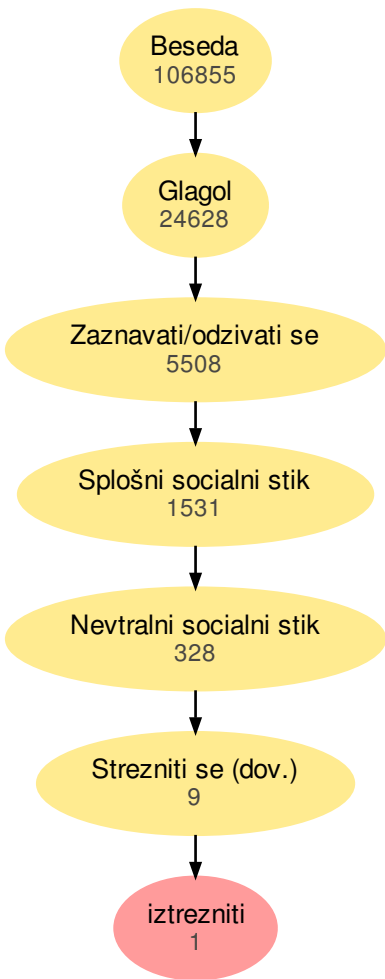 Beseda
106855
Glagol
24628
Zaznavati/odzivati se
5508
Splošni socialni stik
1531
Nevtralni socialni stik
328
Strezniti se (dov.)
9
iztrezniti
1